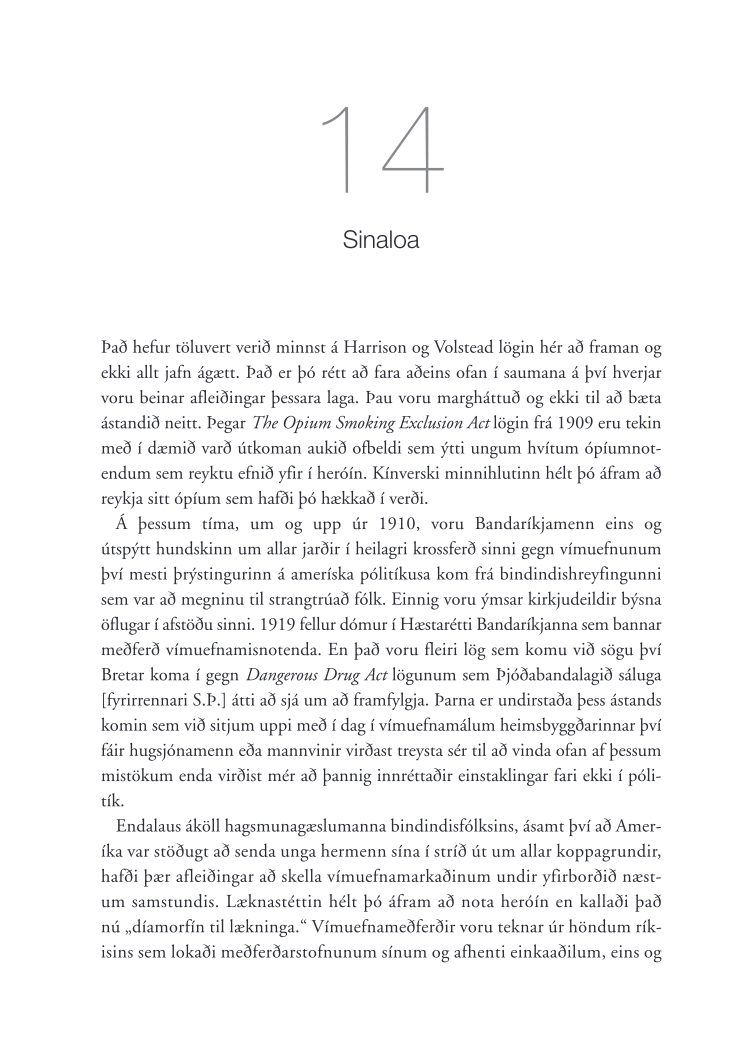 14
Sinaloa
Það hefur töluvert verið minnst á Harrison og Volstead lögin hér að framan og
ekki allt jafn ágætt. Það er þó rétt að fara aðeins ofan í saumana á því hverjar
voru beinar afleiðingar þessara laga. Þau voru margháttuð og ekki til að bæta
ástandið neitt. Þegar The Opium Smoking Exclusion Act lögin frá 1909 eru tekin
með í dæmið varð útkoman aukið ofbeldi sem ýtti ungum hvítum ópíumnot-
endum sem reyktu efnið yfir í heróín. Kínverski minnihlutinn hélt þó áfram að
reykja sitt ópíum sem hafði þó hækkað í verði.
Á þessum tíma, um og upp úr 1910, voru Bandaríkjamenn eins og
útspýtt hundskinn um allar jarðir í heilagri krossferð sinni gegn vímuefnunum
því mesti þrýstingurinn á ameríska pólitíkusa kom frá bindindishreyfingunni
sem var að megninu til strangtrúað fólk. Einnig voru ýmsar kirkjudeildir býsna
öflugar í afstöðu sinni. 1919 fellur dómur í Hæstarétti Bandaríkjanna sem bannar
meðferð vímuefnamisnotenda. En það voru fleiri lög sem komu við sögu því
Bretar koma í gegn Dangerous Drug Act lögunum sem Þjóðabandalagið sáluga
[fyrirrennari S.Þ.] átti að sjá um að framfylgja. Þarna er undirstaða þess ástands
komin sem við sitjum uppi með í dag í vímuefnamálum heimsbyggðarinnar því
fáir hugsjónamenn eða mannvinir virðast treysta sér til að vinda ofan af þessum
mistökum enda virðist mér að þannig innréttaðir einstaklingar fari ekki í póli-
tík.
Endalaus áköll hagsmunagæslumanna bindindisfólksins, ásamt því að Amer-
íka var stöðugt að senda unga hermenn sína í stríð út um allar koppagrundir,
hafði þær afleiðingar að skella vímuefnamarkaðinum undir yfirborðið næst-
um samstundis. Læknastéttin hélt þó áfram að nota heróín en kallaði það
nú „díamorfín til lækninga.“ Vímuefnameðferðir voru teknar úr höndum rík-
isins sem lokaði meðferðarstofnunum sínum og afhenti einkaaðilum, eins og